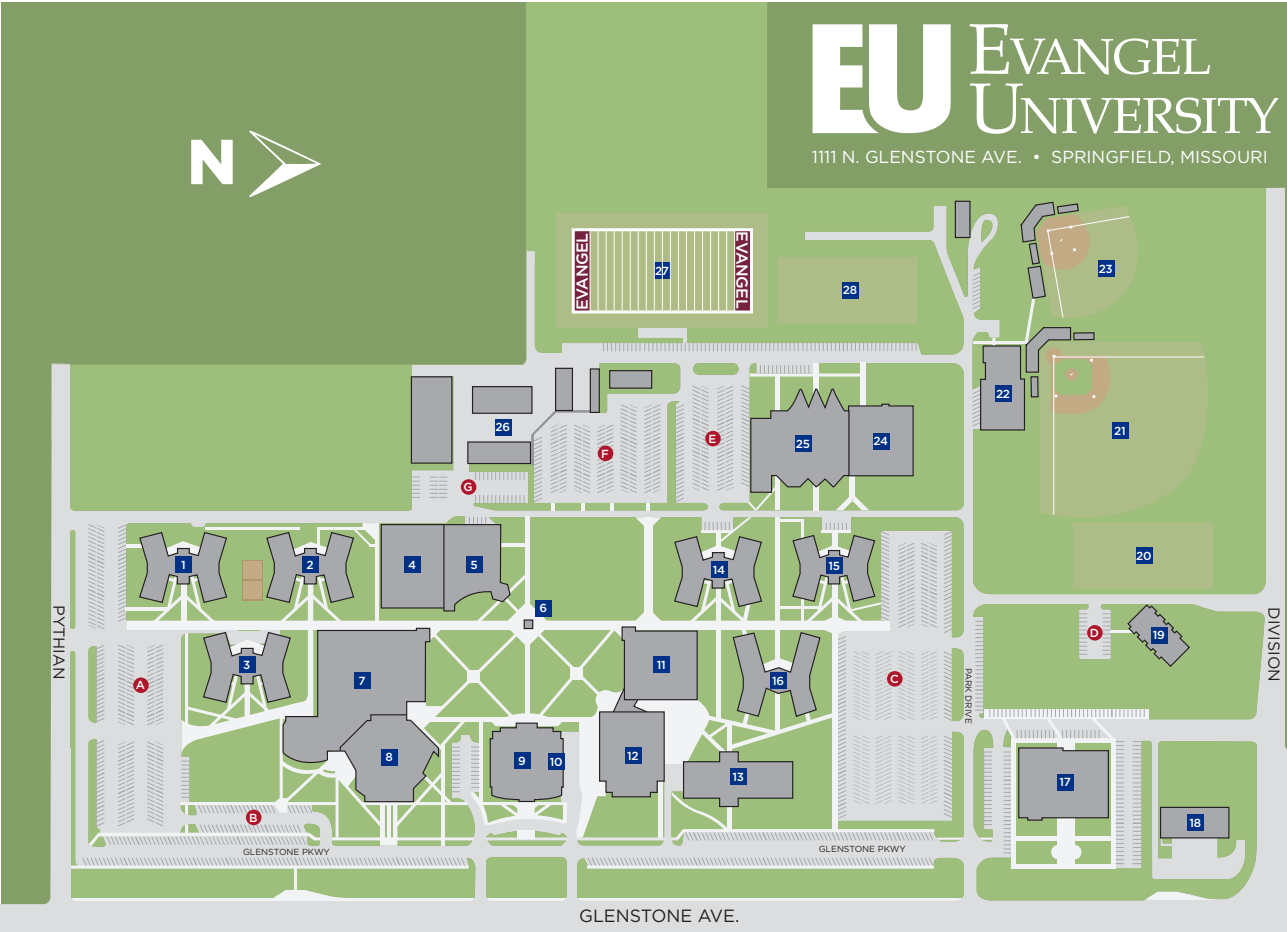 EU EVANGEL
UNIVERSITY
1111 N. GLENSTONE AVE. • SPRINGFIELD, MISSOURI
N
EVANGEL
EVANGEL
27
28
23
22
21
26
F
E
25
24
G
20
1
2
4
5
14
15
6
PYTHIAN
DIVISION
D
19
3
7
11
16
A
C
PARK DRIVE
8
9
10
12
13
17
B
18
GLENSTONE PKWY
GLENSTONE PKWY
GLENSTONE AVE.